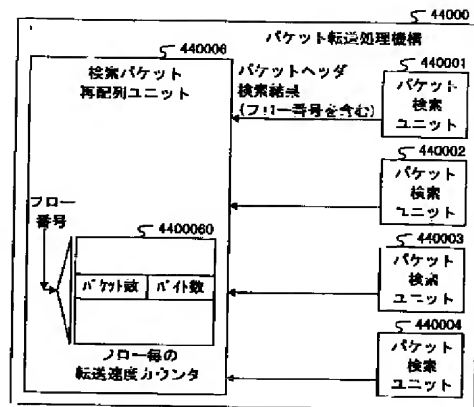 44000
パケット転送処理機構
440006
検索パケット
再配列ユニット
パケットヘッダ
検索結果
(フロー番号を含む)
440001
パケット
検索
ユニット
440002
パケット
検索
ユニット
フロー
番号
4400060
パケット数 バイト数
フロー毎の
転送速度カウンタ
440003
パケット
検索
ユニット
440004
パケット
検索
ユニット